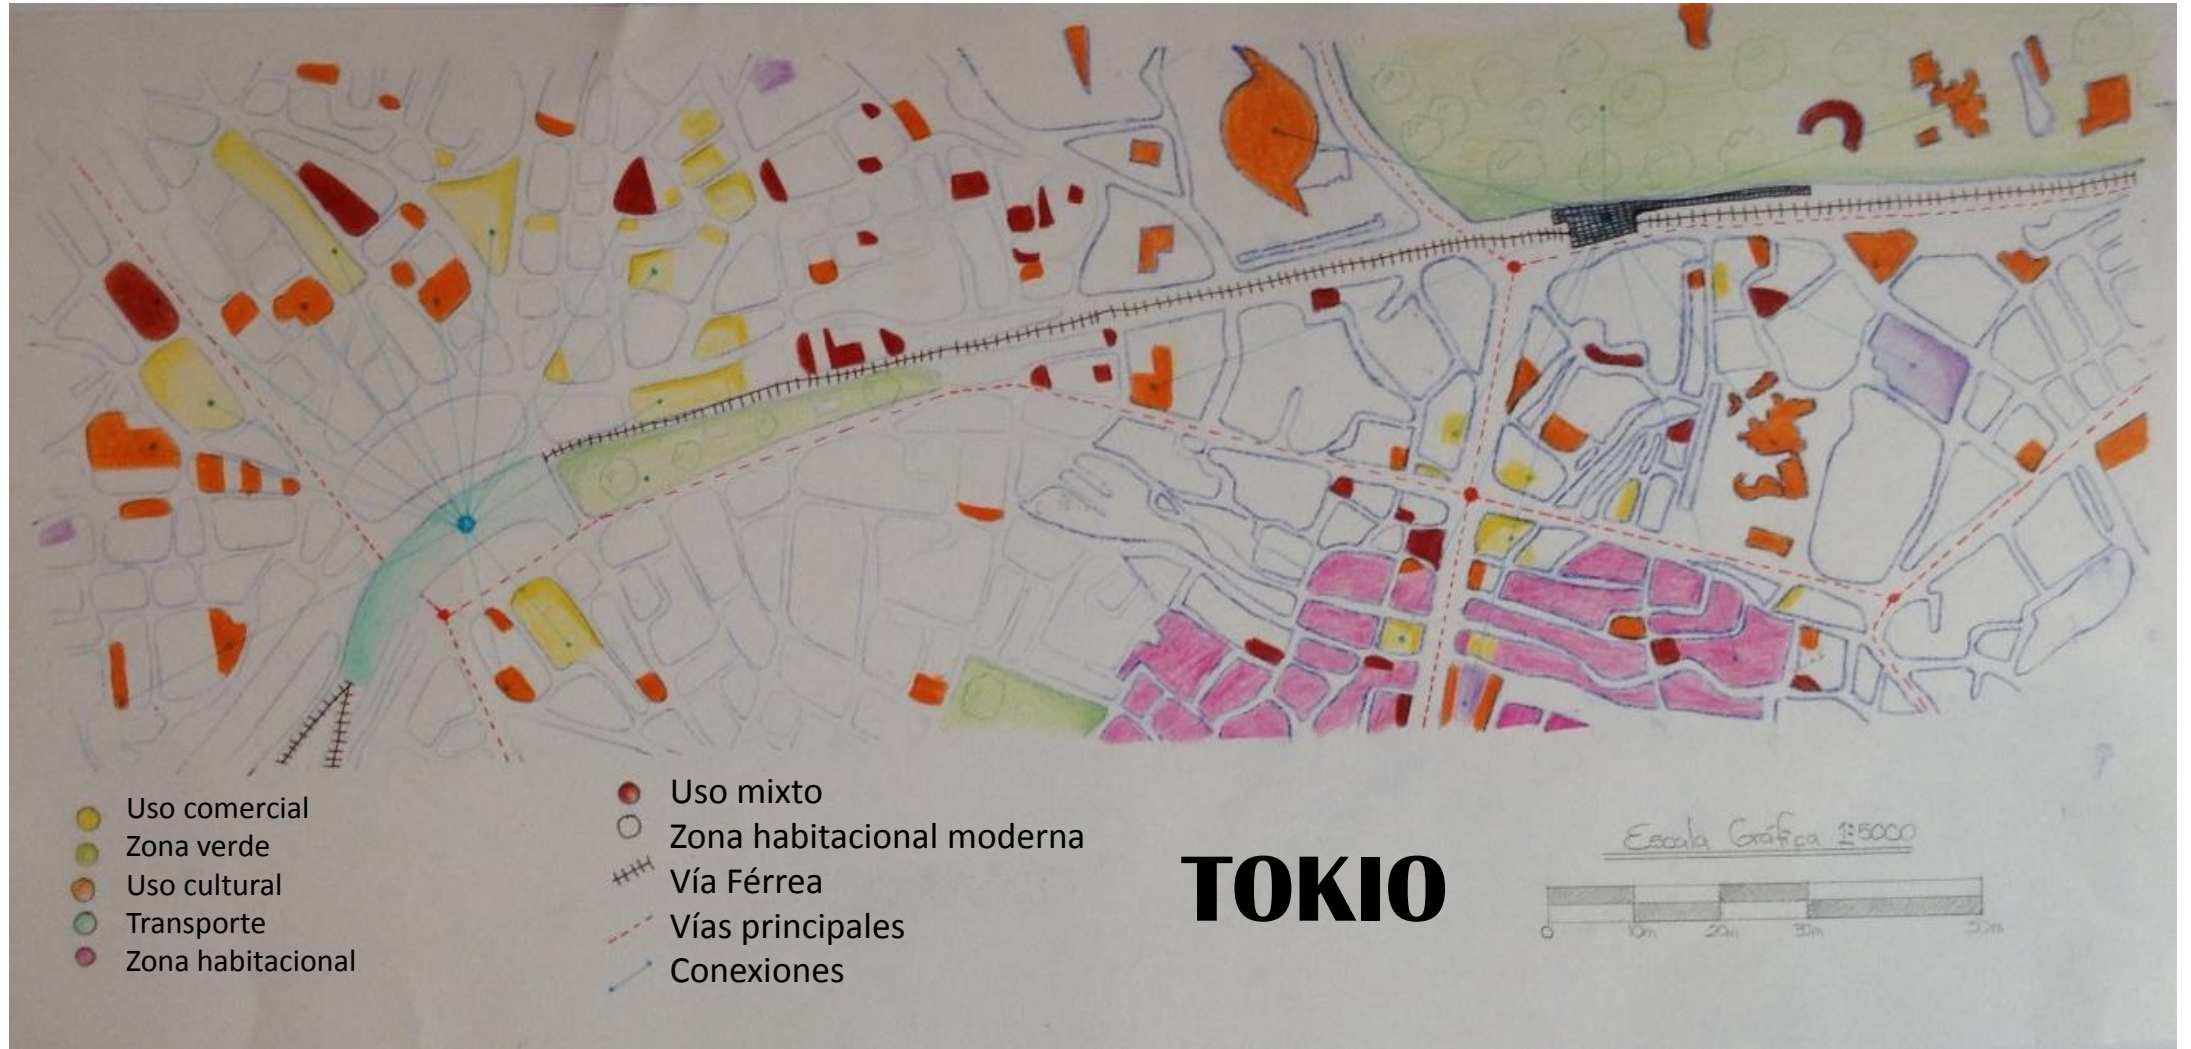 Uso comercial
Zona verde
Uso cultural
Transporte
Zona habitacional
Uso mixto
Zona habitacional moderna
Vía Férrea
Vías principales
Conexiones
TOKIO
Escala Gráfica 1:5000
0 10m 20m 30m 50m